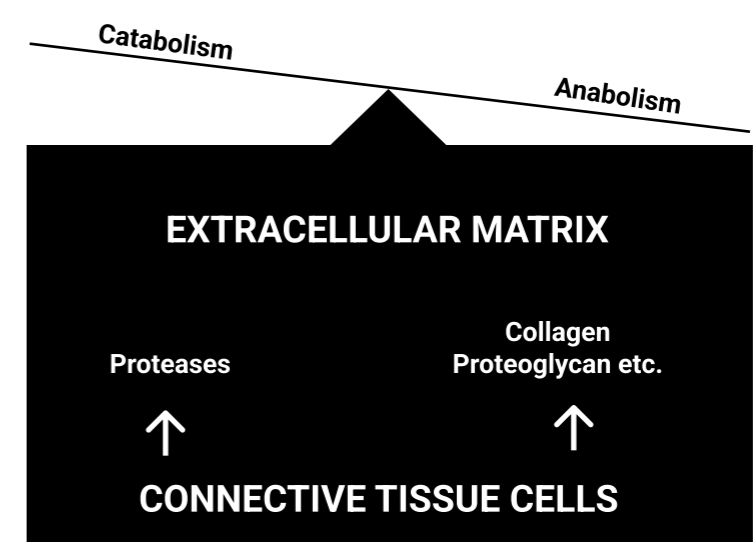 Catabolism
Anabolism
EXTRACELLULAR MATRIX
Proteases
Collagen
Proteoglycan etc.
CONNECTIVE TISSUE CELLS